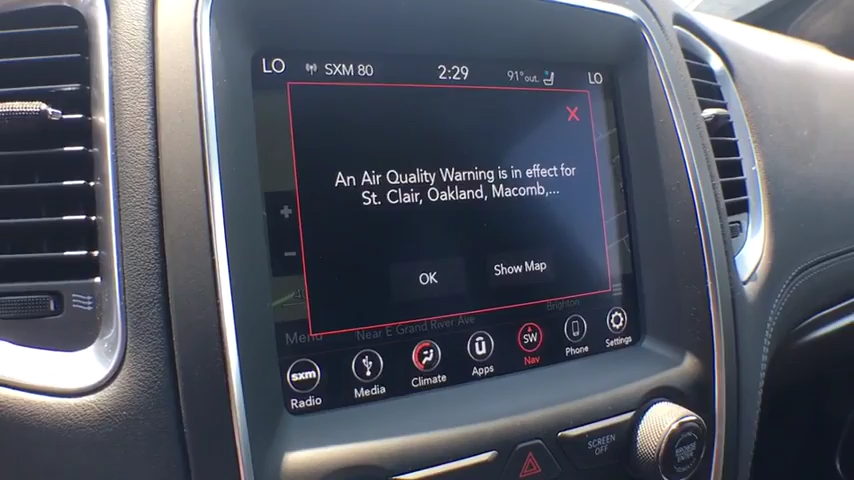 LO SXM 80 2:29 91°out. LO
An Air Quality Warning is in effect for
St. Clair, Oakland, Macomb,...
OK Show Map
Menu Near E Grand River Ave Brighton
sxm SW
Radio Media Climate Apps Nav Phone Settings
SCREEN
OFF
BROWSE
ENTER